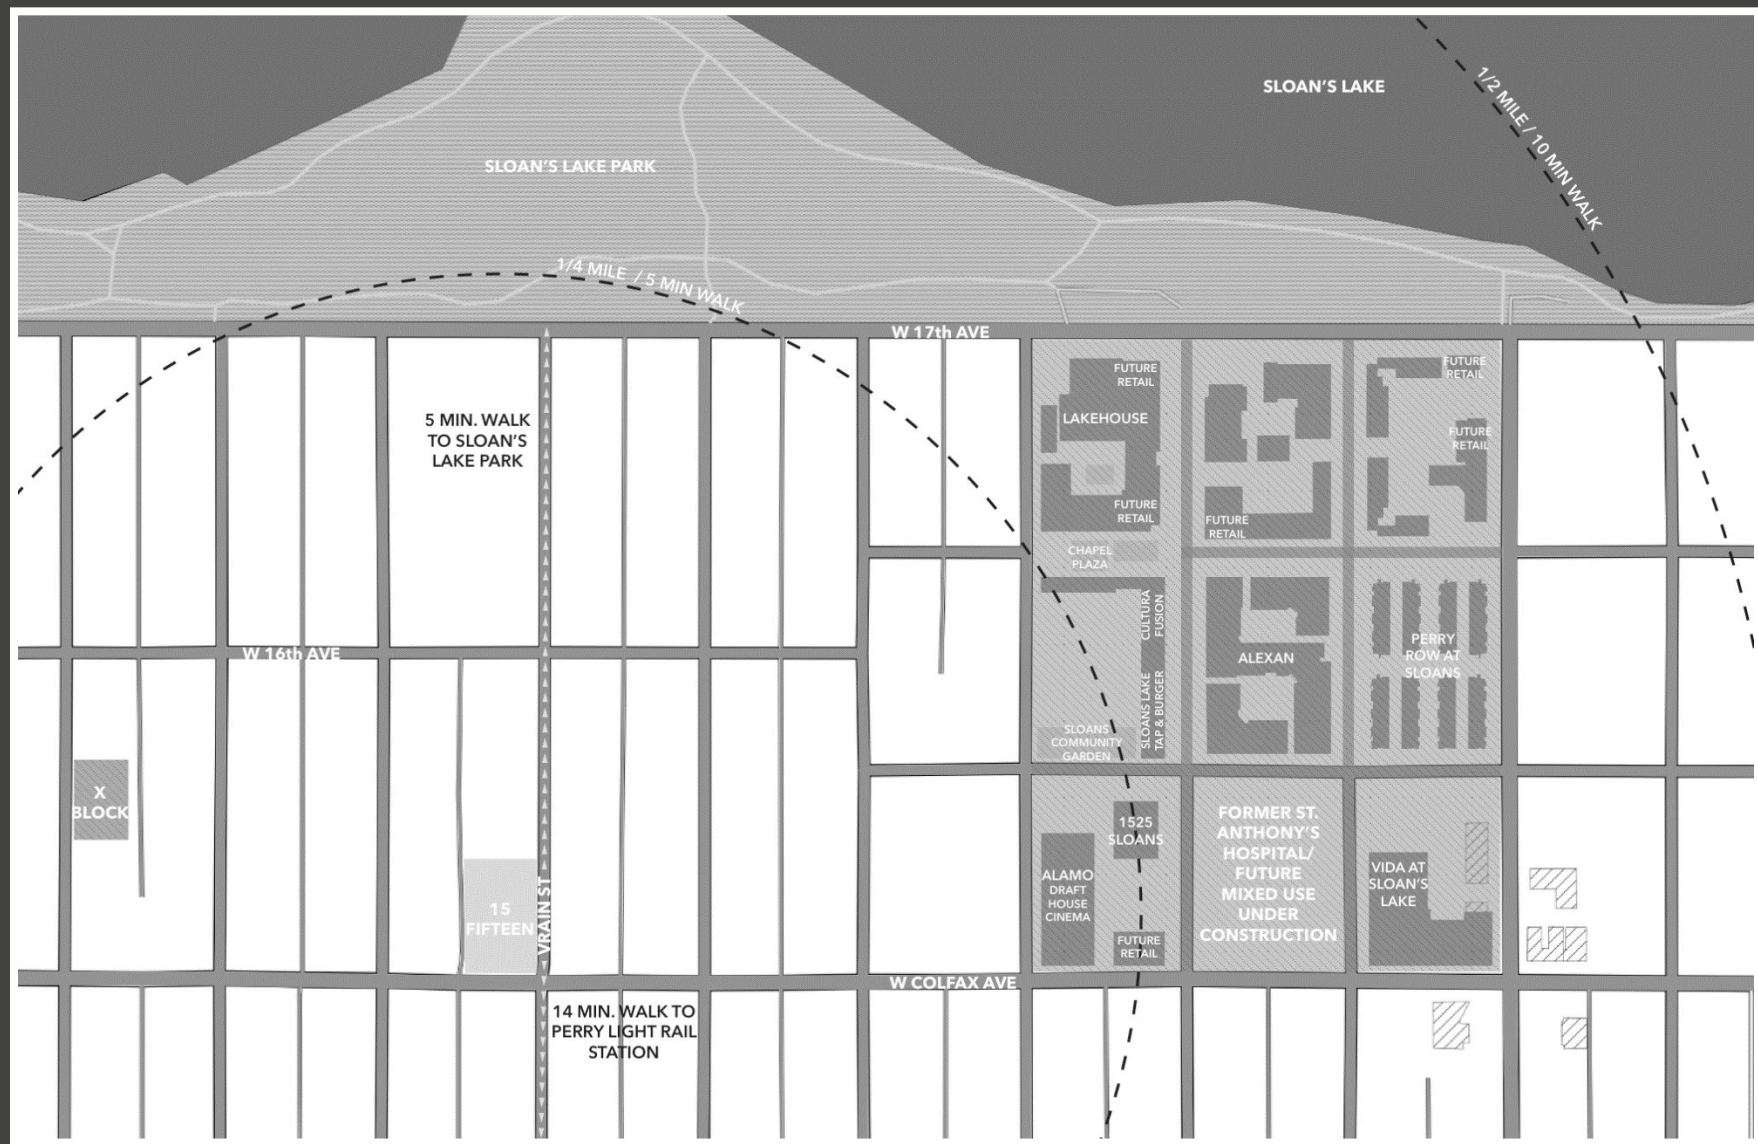 SLOAN'S LAKE
1/2 MILE / 10 MIN WALK
SLOAN'S LAKE PARK
1/4 MILE / 5 MIN WALK
W 17th AVE
5 MIN. WALK
TO SLOAN'S
LAKE PARK
FUTURE
RETAIL
LAKEHOUSE
FUTURE
RETAIL
FUTURE
RETAIL
FUTURE
RETAIL
FUTURE
RETAIL
CHAPEL
PLAZA
CULTURA
FUSION
SLOANS LAKE
TAP & BURGER
SLOANS
COMMUNITY
GARDEN
ALEXAN
PERRY
ROW AT
SLOANS
W 16th AVE
X
BLOCK
15
FIFTEEN
VRAIN ST
1525
SLOANS
ALAMO
DRAFT
HOUSE
CINEMA
FUTURE
RETAIL
FORMER ST.
ANTHONY'S
HOSPITAL/
FUTURE
MIXED USE
UNDER
CONSTRUCTION
VIDA AT
SLOAN'S
LAKE
W COLFAX AVE
14 MIN. WALK TO
PERRY LIGHT RAIL
STATION